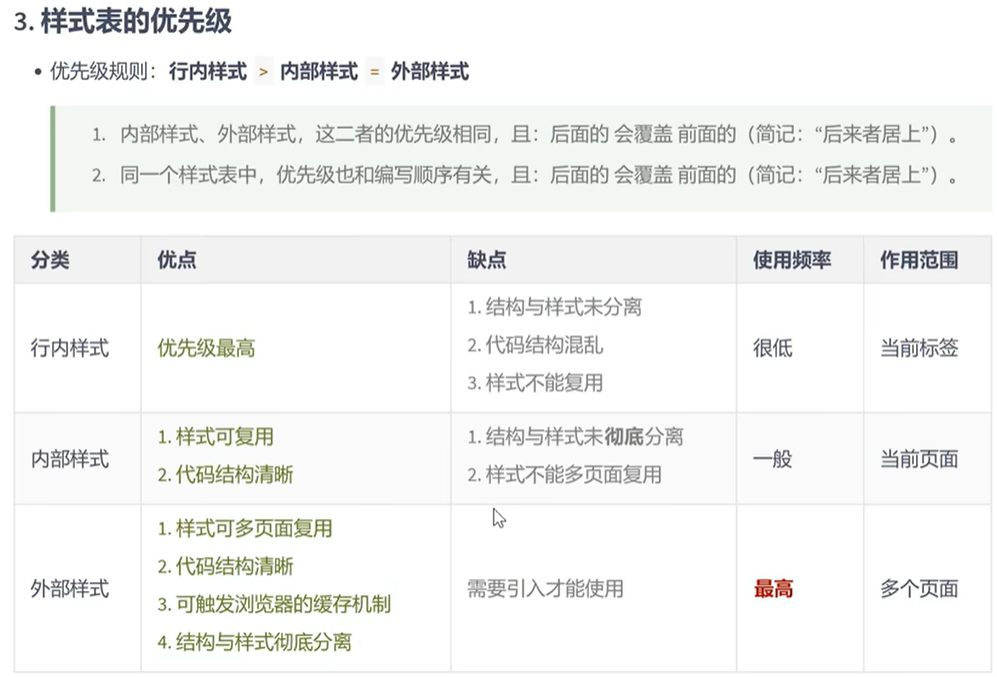 3. 样式表的优先级
• 优先级规则：行内样式 > 内部样式 = 外部样式
1. 内部样式、外部样式，这二者的优先级相同，且：后面的 会覆盖 前面的（简记：“后来者居上”）。
2. 同一个样式表中，优先级也和编写顺序有关，且：后面的 会覆盖 前面的（简记：“后来者居上”）。
分类 优点 缺点 使用频率 作用范围
行内样式
优先级最高
1. 结构与样式未分离
2. 代码结构混乱
3. 样式不能复用
很低
当前标签
内部样式
1. 样式可复用
2. 代码结构清晰
1. 结构与样式未彻底分离
2. 样式不能多页面复用
一般
当前页面
外部样式
1. 样式可多页面复用
2. 代码结构清晰
3. 可触发浏览器的缓存机制
4. 结构与样式彻底分离
需要引入才能使用
最高
多个页面